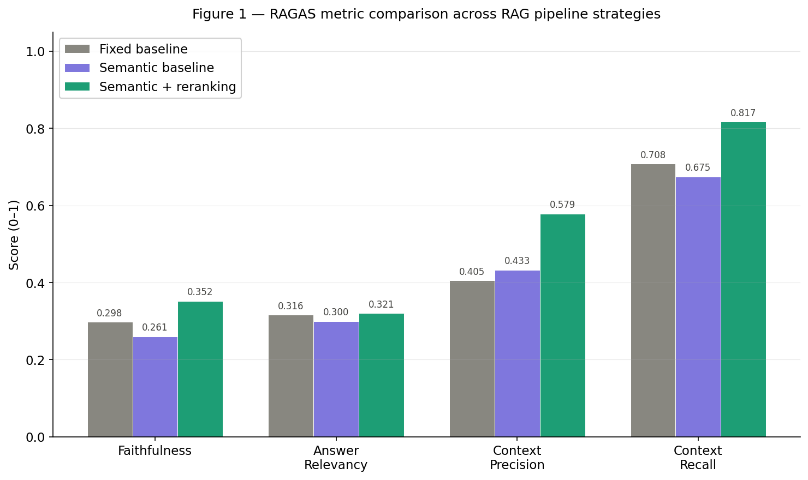 Figure 1 — RAGAS metric comparison across RAG pipeline strategies
Fixed baseline
Semantic baseline
Semantic + reranking
Score (0–1)
1.0
0.8
0.6
0.4
0.2
0.0
0.298
0.261
0.352
0.316
0.300
0.321
0.405
0.433
0.579
0.708
0.675
0.817
Faithfulness
Answer
Relevancy
Context
Precision
Context
Recall